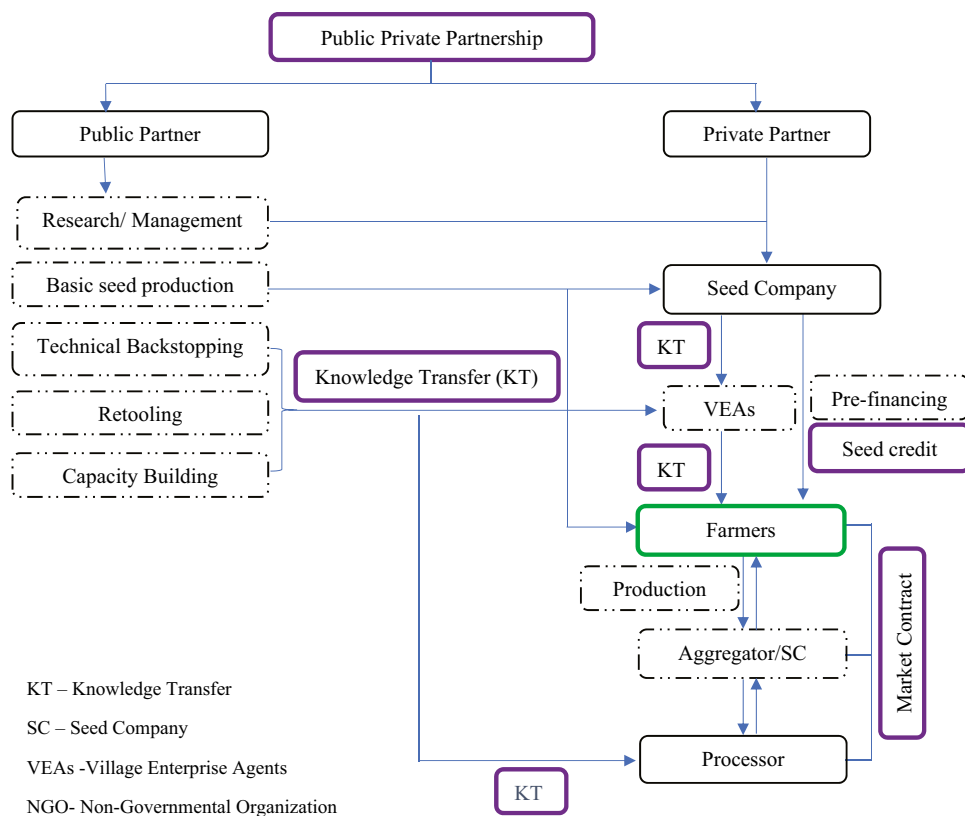 Public Private Partnership
Public Partner
Private Partner
Research/ Management
Basic seed production
Seed Company
Technical Backstopping
KT
Knowledge Transfer (KT)
Retooling
VEAs
Pre-financing
Seed credit
Capacity Building
KT
Farmers
Production
Market Contract
Aggregator/SC
KT – Knowledge Transfer
SC – Seed Company
Processor
VEAs -Village Enterprise Agents
KT
NGO- Non-Governmental Organization